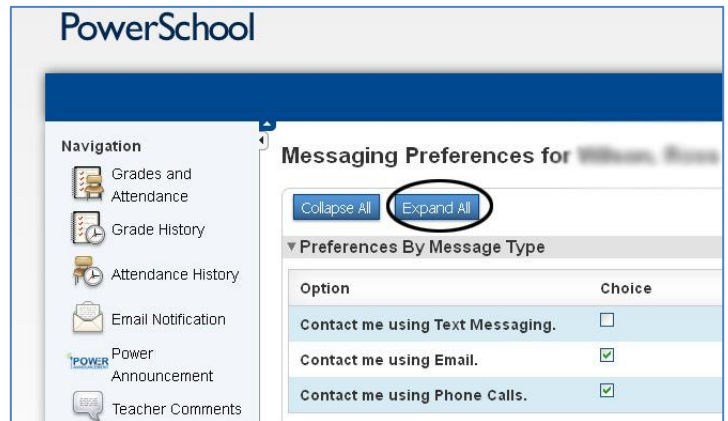 PowerSchool
Navigation
Grades and
Attendance
Grade History
Attendance History
Email Notification
POWER
Power
Announcement
Teacher Comments
Messaging Preferences for
Collapse All
Expand All
Preferences By Message Type
Option Choice
Contact me using Text Messaging.
Contact me using Email.
Contact me using Phone Calls.